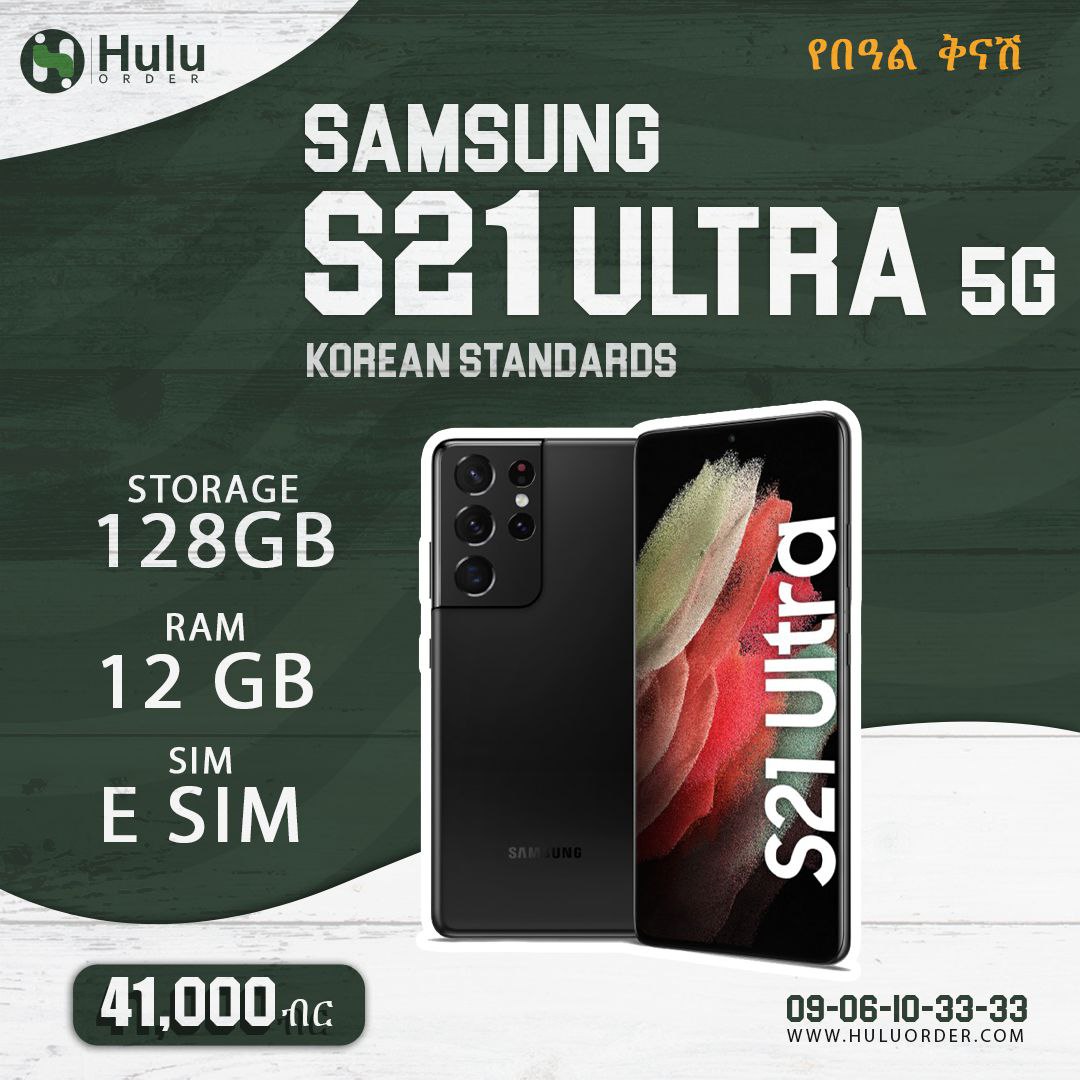 Hulu
ORDER
የበዓል ቅናሽ
SAMSUNG
S21 ULTRA 5G
KOREAN STANDARDS
STORAGE
128GB
RAM
12 GB
SIM
E SIM
SAMSUNG
S21 Ultra
41,000 ብር
09-06-10-33-33
WWW.HULUORDER.COM